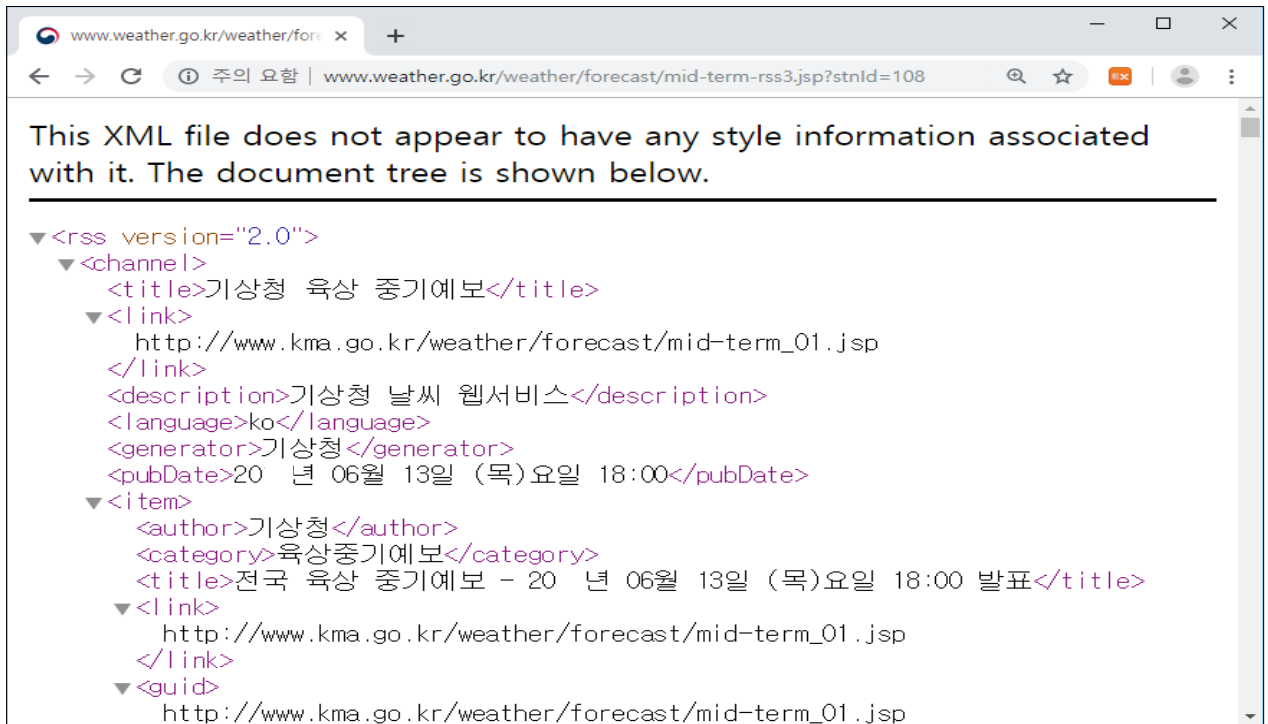 www.weather.go.kr/weather/fore
주의 요함 | www.weather.go.kr/weather/forecast/mid-term-rss3.jsp?stnId=108
This XML file does not appear to have any style information associated
with it. The document tree is shown below.
▼<rss version="2.0">
▼<channel>
<title>기상청 육상 중기예보</title>
▼<link>
http://www.kma.go.kr/weather/forecast/mid-term_01.jsp
</link>
<description>기상청 날씨 웹서비스</description>
<language>ko</language>
<generator>기상청</generator>
<pubDate>20 년 06월 13일 (목)요일 18:00</pubDate>
▼<item>
<author>기상청</author>
<category>육상중기예보</category>
<title>전국 육상 중기예보 - 20 년 06월 13일 (목)요일 18:00 발표</title>
▼<link>
http://www.kma.go.kr/weather/forecast/mid-term_01.jsp
</link>
▼<guid>
http://www.kma.go.kr/weather/forecast/mid-term_01.jsp